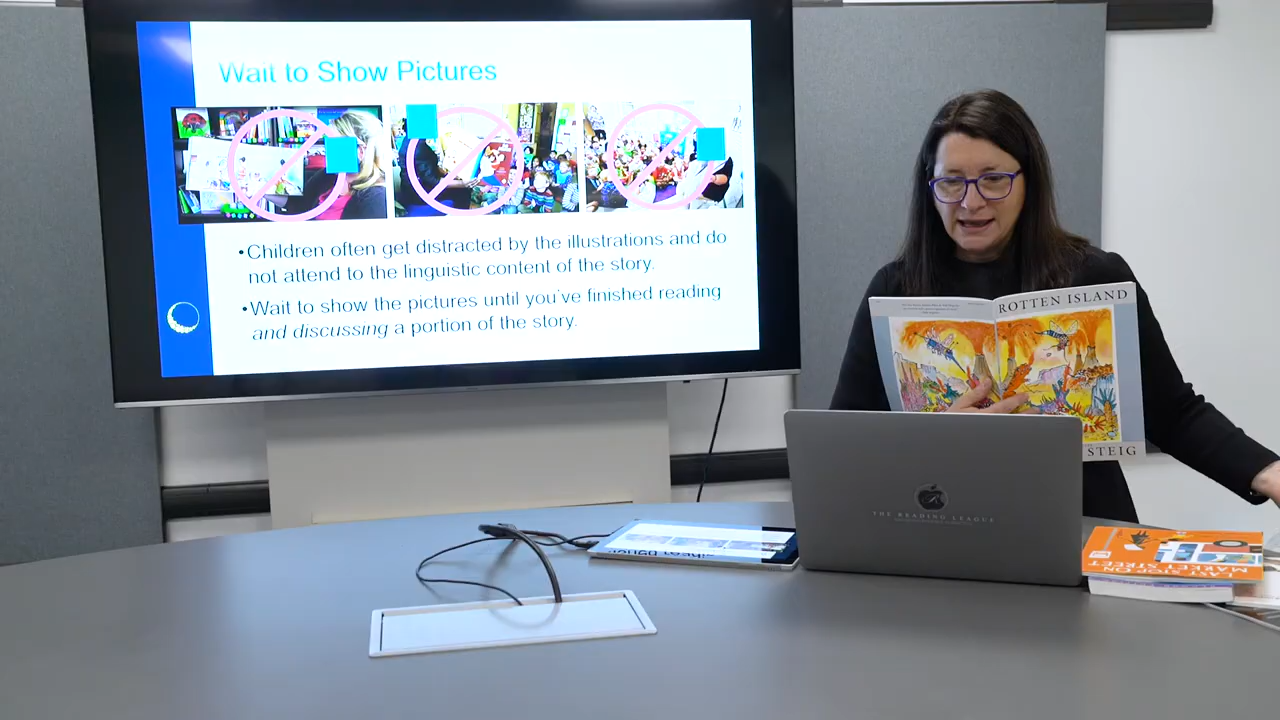 Wait to Show Pictures
•Children often get distracted by the illustrations and do
not attend to the linguistic content of the story.
•Wait to show the pictures until you've finished reading
and discussing a portion of the story.
ROTTEN ISLAND
STEIG
THE READING LEAGUE
LAST STOP ON
MARKET STREET